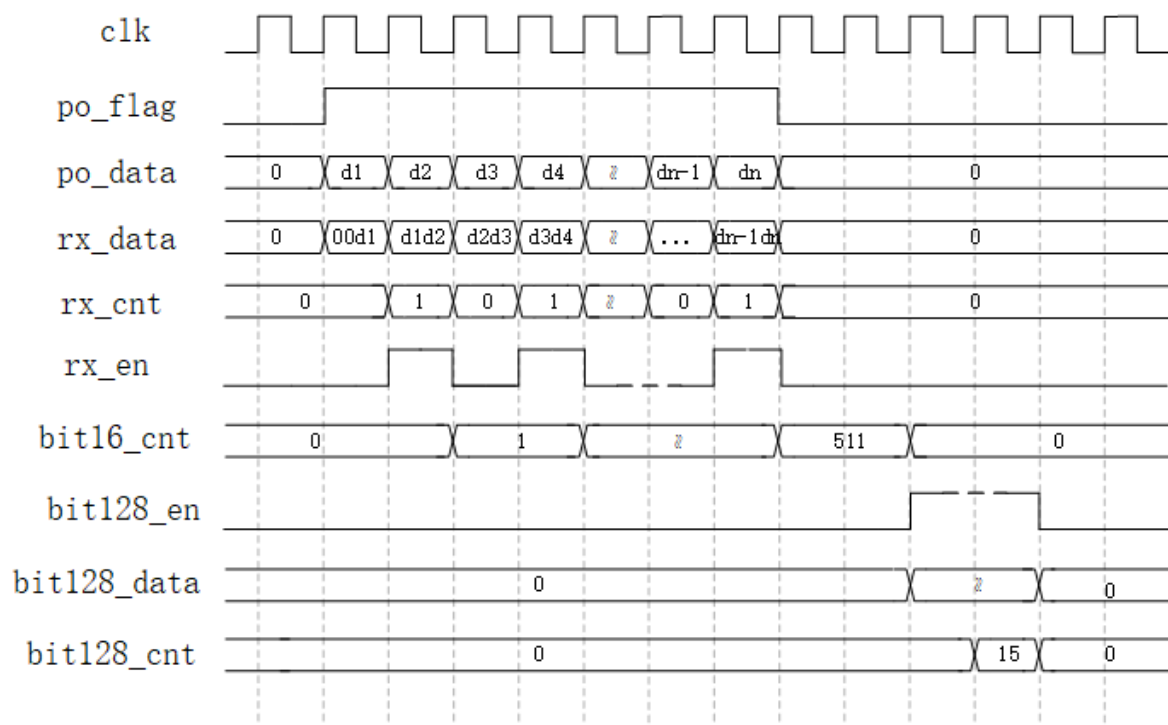 clk
po_flag
po_data 0 d1 d2 d3 d4 ≈ dn-1 dn 0
rx_data 0 00d1 d1d2 d2d3 d3d4 ≈ ... dn-1dn 0
rx_cnt 0 1 0 1 ≈ 0 1 0
rx_en
bit16_cnt 0 1 ≈ 511 0
bit128_en
bit128_data 0 ≈ 0
bit128_cnt 0 15 0